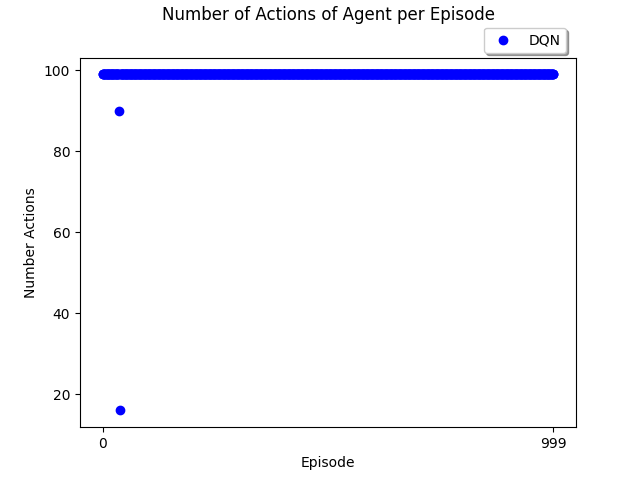 Number of Actions of Agent per Episode
DQN
100
80
60
40
20
Number Actions
0
999
Episode